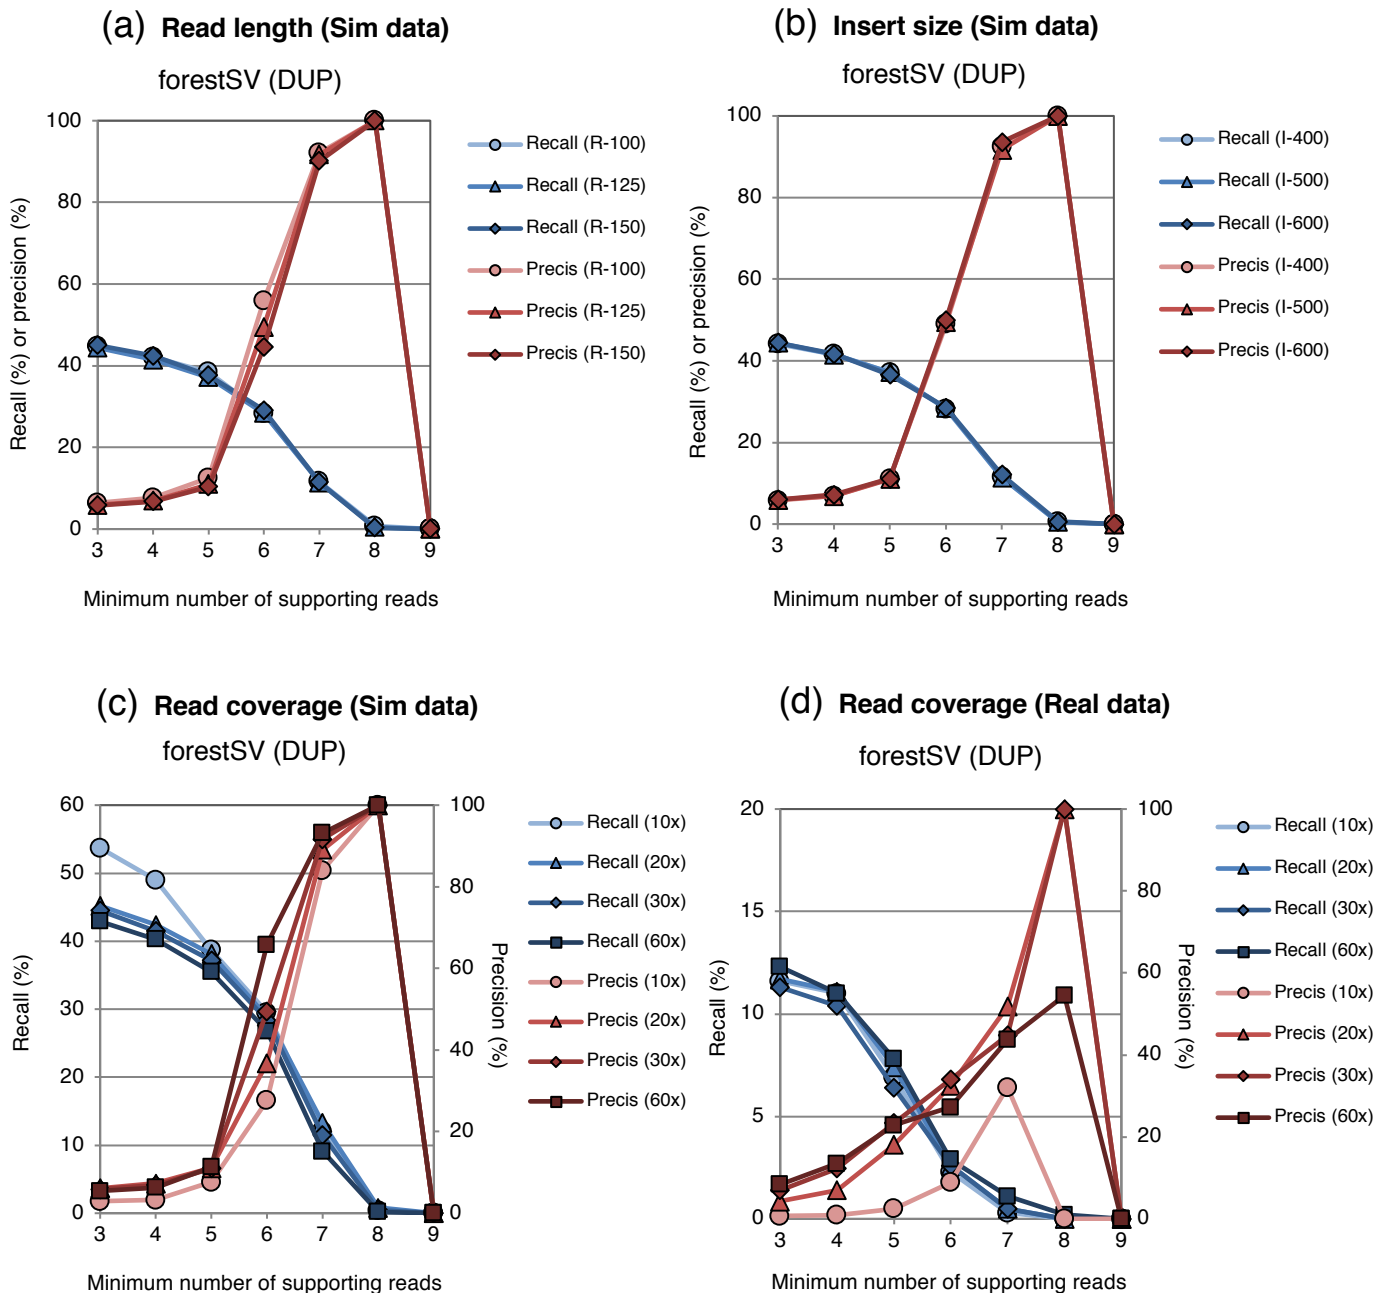 (a) Read length (Sim data)
forestSV (DUP)
100
80
60
40
20
0
3 4 5 6 7 8 9
Recall (%) or precision (%)
Minimum number of supporting reads
Recall (R-100)
Recall (R-125)
Recall (R-150)
Precis (R-100)
Precis (R-125)
Precis (R-150)
(b) Insert size (Sim data)
forestSV (DUP)
100
80
60
40
20
0
3 4 5 6 7 8 9
Recall (%) or precision (%)
Minimum number of supporting reads
Recall (I-400)
Recall (I-500)
Recall (I-600)
Precis (I-400)
Precis (I-500)
Precis (I-600)
(c) Read coverage (Sim data)
forestSV (DUP)
60
50
40
30
20
10
0
Recall (%)
100
80
60
40
20
0
Precision (%)
3 4 5 6 7 8 9
Minimum number of supporting reads
Recall (10x)
Recall (20x)
Recall (30x)
Recall (60x)
Precis (10x)
Precis (20x)
Precis (30x)
Precis (60x)
(d) Read coverage (Real data)
forestSV (DUP)
20
15
10
5
0
Recall (%)
100
80
60
40
20
0
Precision (%)
3 4 5 6 7 8 9
Minimum number of supporting reads
Recall (10x)
Recall (20x)
Recall (30x)
Recall (60x)
Precis (10x)
Precis (20x)
Precis (30x)
Precis (60x)